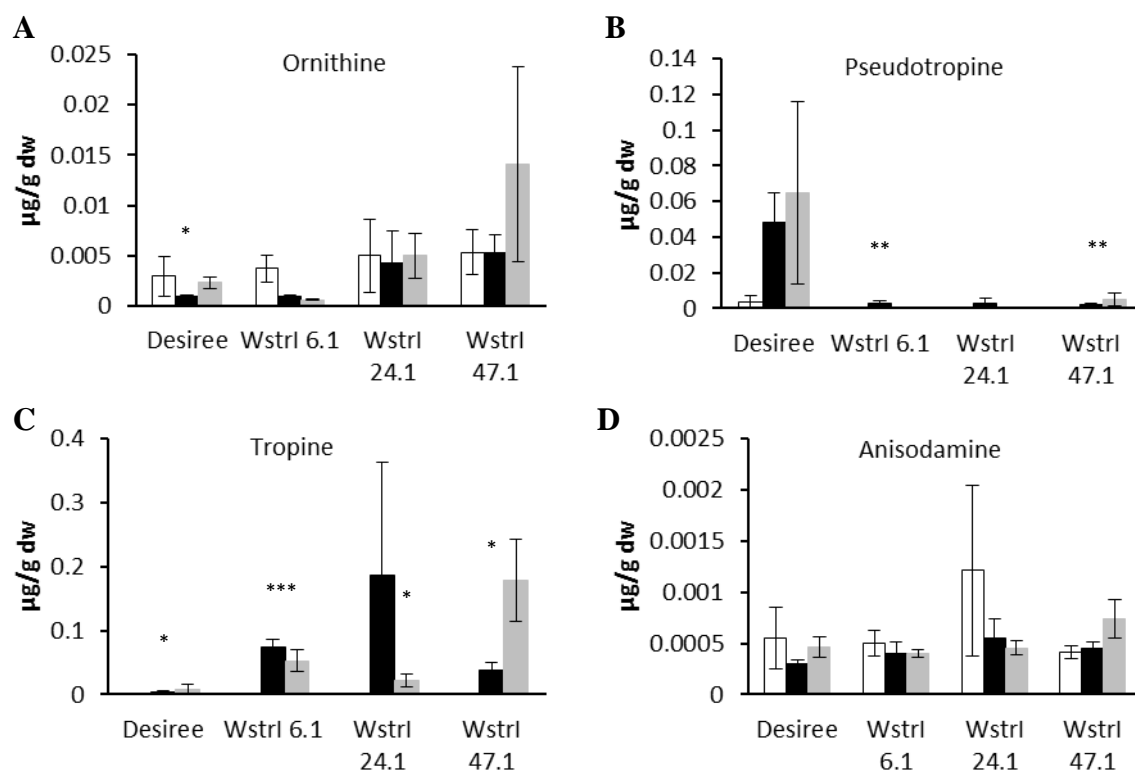 A
Ornithine
µg/g dw
0.025
0.02
0.015
0.01
0.005
0
*
Desiree WstrI 6.1 WstrI WstrI
24.1 47.1
B
Pseudotropine
0.14
0.12
0.1
0.08
0.06
0.04
0.02
0
** **
Desiree WstrI 6.1 WstrI WstrI
24.1 47.1
C
Tropine
µg/g dw
0.4
0.3
0.2
0.1
0
*
***
*
*
Desiree WstrI 6.1 WstrI WstrI
24.1 47.1
D
Anisodamine
µg/g dw
0.0025
0.002
0.0015
0.001
0.0005
0
Desiree WstrI WstrI WstrI
6.1 24.1 47.1